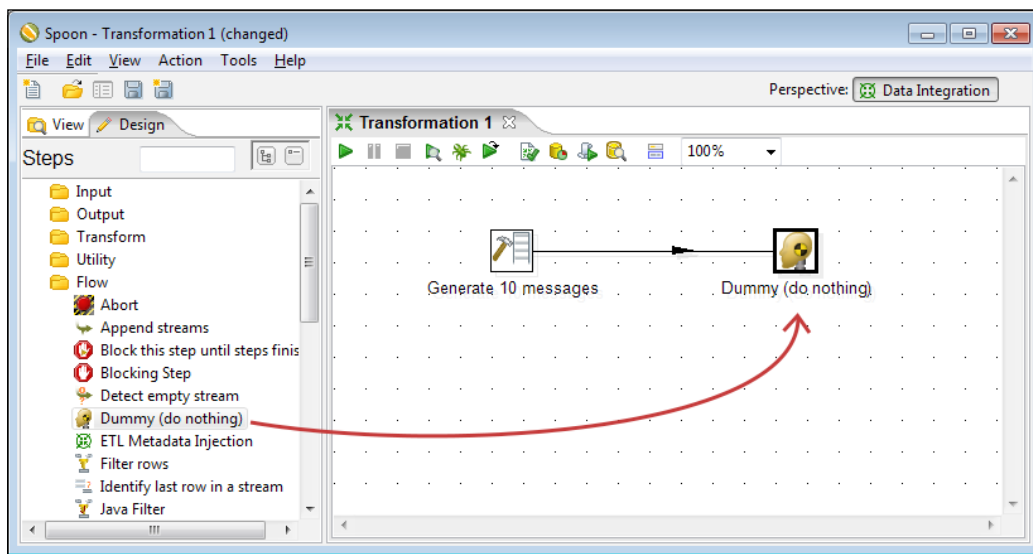 Spoon - Transformation 1 (changed)
File Edit View Action Tools Help
Perspective: Data Integration
View Design
Transformation 1
Steps
100%
Input
Output
Transform
Utility
Flow
Abort
Append streams
Block this step until steps finis
Blocking Step
Detect empty stream
Dummy (do nothing)
ETL Metadata Injection
Filter rows
Identify last row in a stream
Java Filter
Generate 10 messages
Dummy (do nothing)